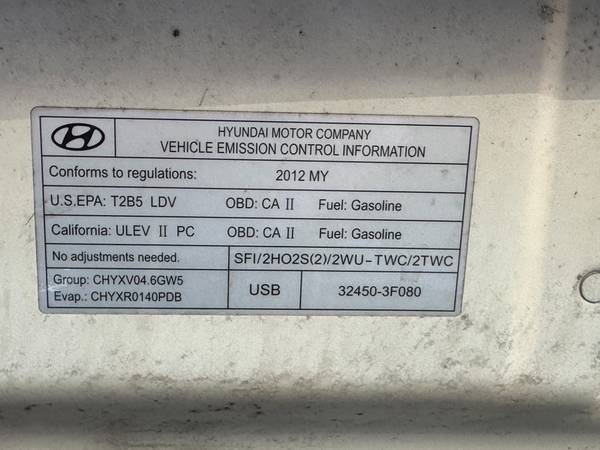 HYUNDAI MOTOR COMPANY
VEHICLE EMISSION CONTROL INFORMATION
Conforms to regulations: 2012 MY
U.S.EPA: T2B5 LDV OBD: CA II Fuel: Gasoline
California: ULEV II PC OBD: CA II Fuel: Gasoline
No adjustments needed. SFI/2HO2S(2)/2WU-TWC/2TWC
Group: CHYXV04.6GW5
Evap.: CHYXR0140PDB
USB 32450-3F080